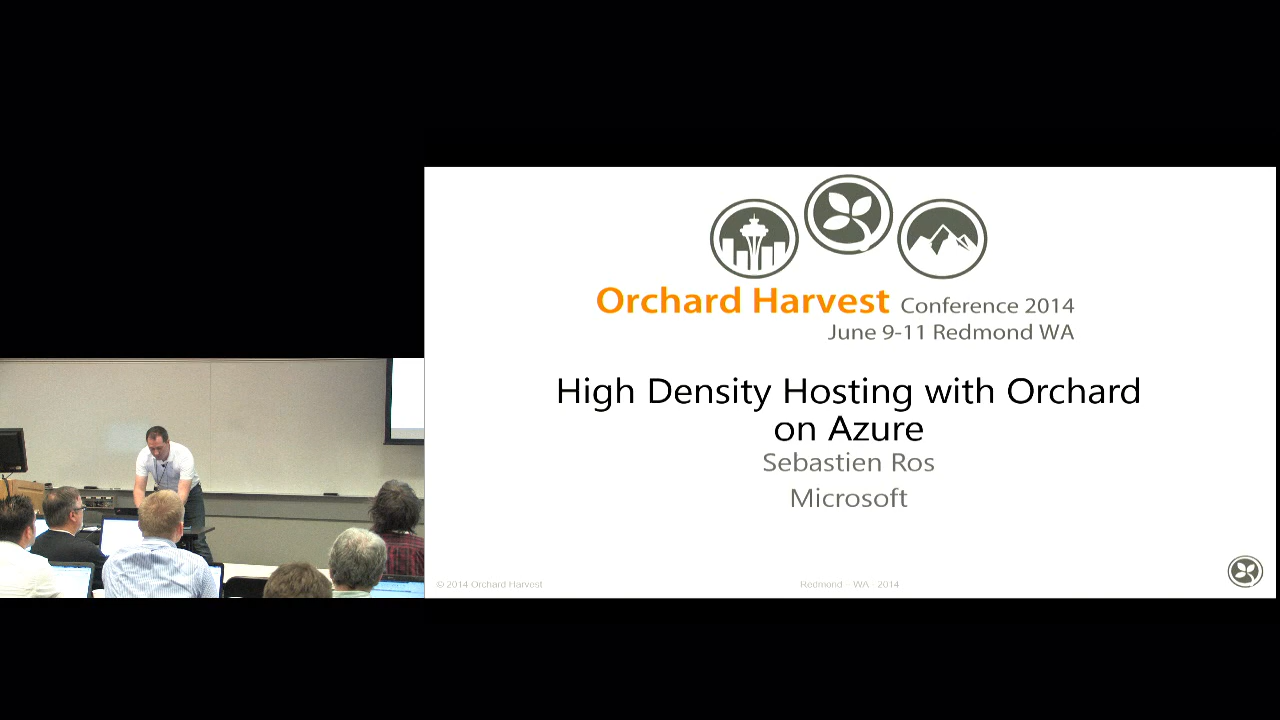 Orchard Harvest Conference 2014
June 9-11 Redmond WA
High Density Hosting with Orchard
on Azure
Sebastien Ros
Microsoft
© 2014 Orchard Harvest
Redmond - WA - 2014